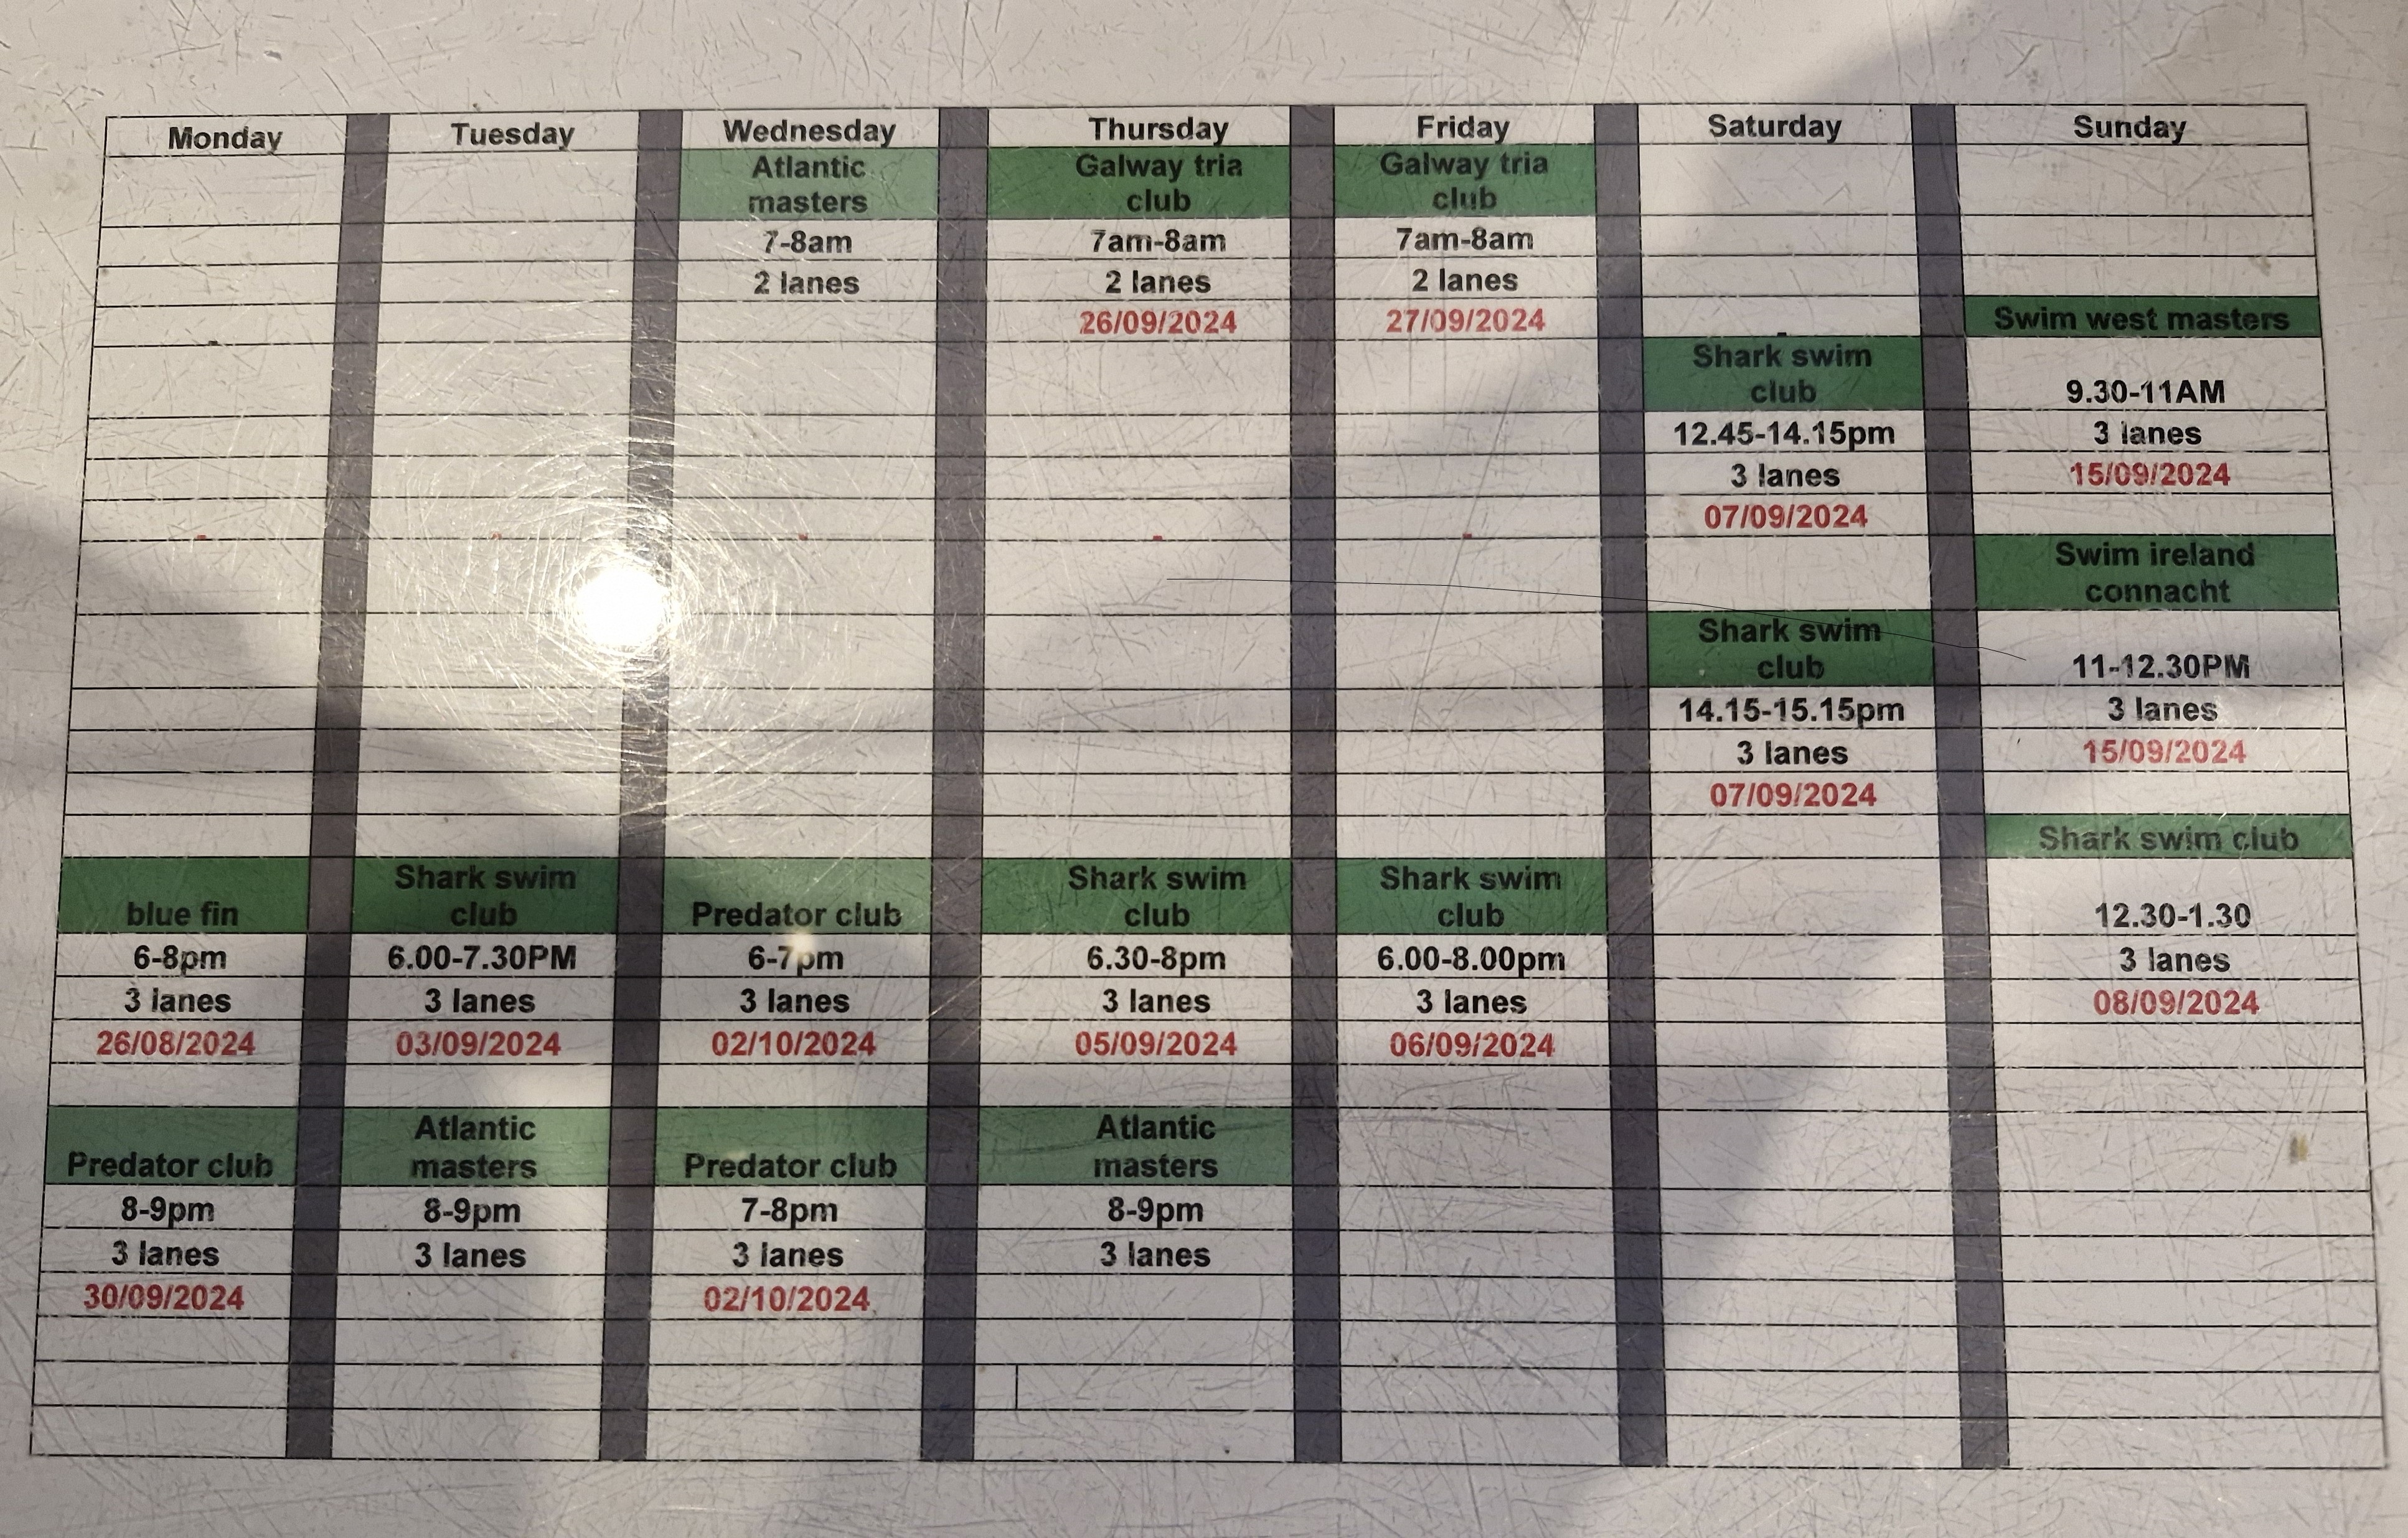 Monday Tuesday Wednesday Thursday Friday Saturday Sunday
Atlantic Galway tria Galway tria
masters club club
7-8am 7am-8am 7am-8am
2 lanes 2 lanes 2 lanes
26/09/2024 27/09/2024 Swim west masters
Shark swim
club 9.30-11AM
12.45-14.15pm 3 lanes
3 lanes 15/09/2024
07/09/2024
Swim ireland
connacht
Shark swim
club 11-12.30PM
14.15-15.15pm 3 lanes
3 lanes 15/09/2024
07/09/2024
Shark swim club
Shark swim Shark swim Shark swim
blue fin club Predator club club club 12.30-1.30
6-8pm 6.00-7.30PM 6-7pm 6.30-8pm 6.00-8.00pm 3 lanes
3 lanes 3 lanes 3 lanes 3 lanes 3 lanes 08/09/2024
26/08/2024 03/09/2024 02/10/2024 05/09/2024 06/09/2024
Atlantic Atlantic
Predator club masters Predator club masters
8-9pm 8-9pm 7-8pm 8-9pm
3 lanes 3 lanes 3 lanes 3 lanes
30/09/2024 02/10/2024